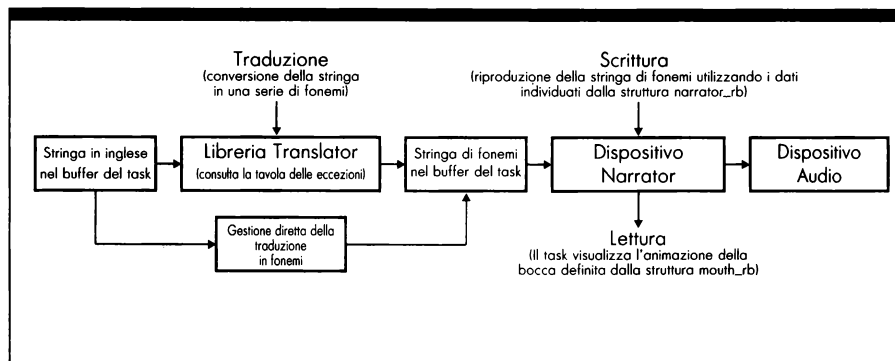 Traduzione
(conversione della stringa
in una serie di fonemi)
Scrittura
(riproduzione della stringa di fonemi utilizzando i dati
individuati dalla struttura narrator_rb)
Stringa in inglese
nel buffer del task
Libreria Translator
(consulta la tavola delle eccezioni)
Stringa di fonemi
nel buffer del task
Dispositivo
Narrator
Dispositivo
Audio
Gestione diretta della
traduzione
in fonemi
Lettura
(Il task visualizza l'animazione della
bocca definita dalla struttura mouth_rb)